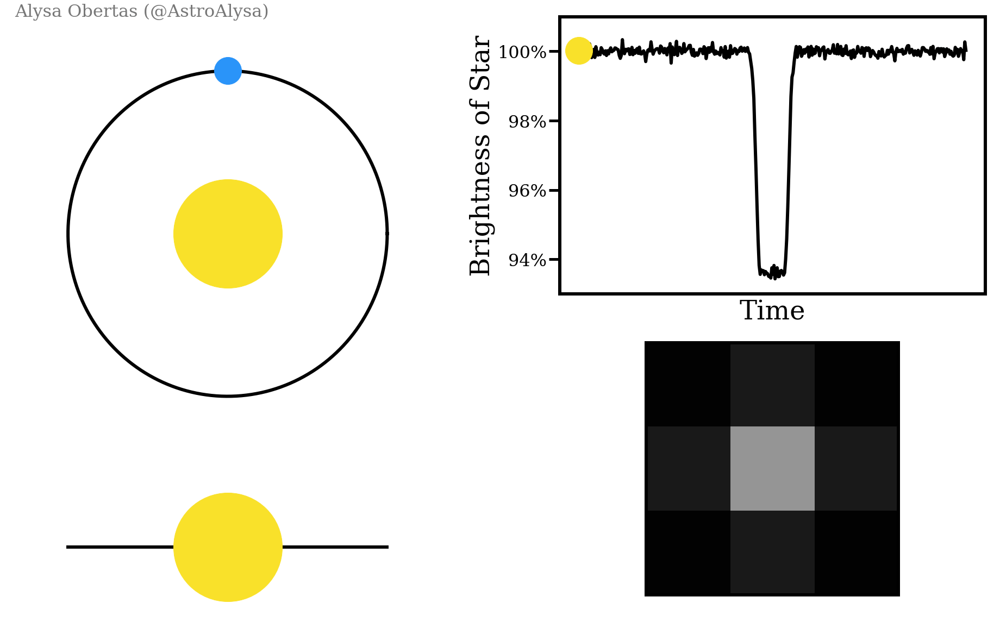 Alysa Obertas (@AstroAlysa)
Brightness of Star
100%
98%
96%
94%
Time